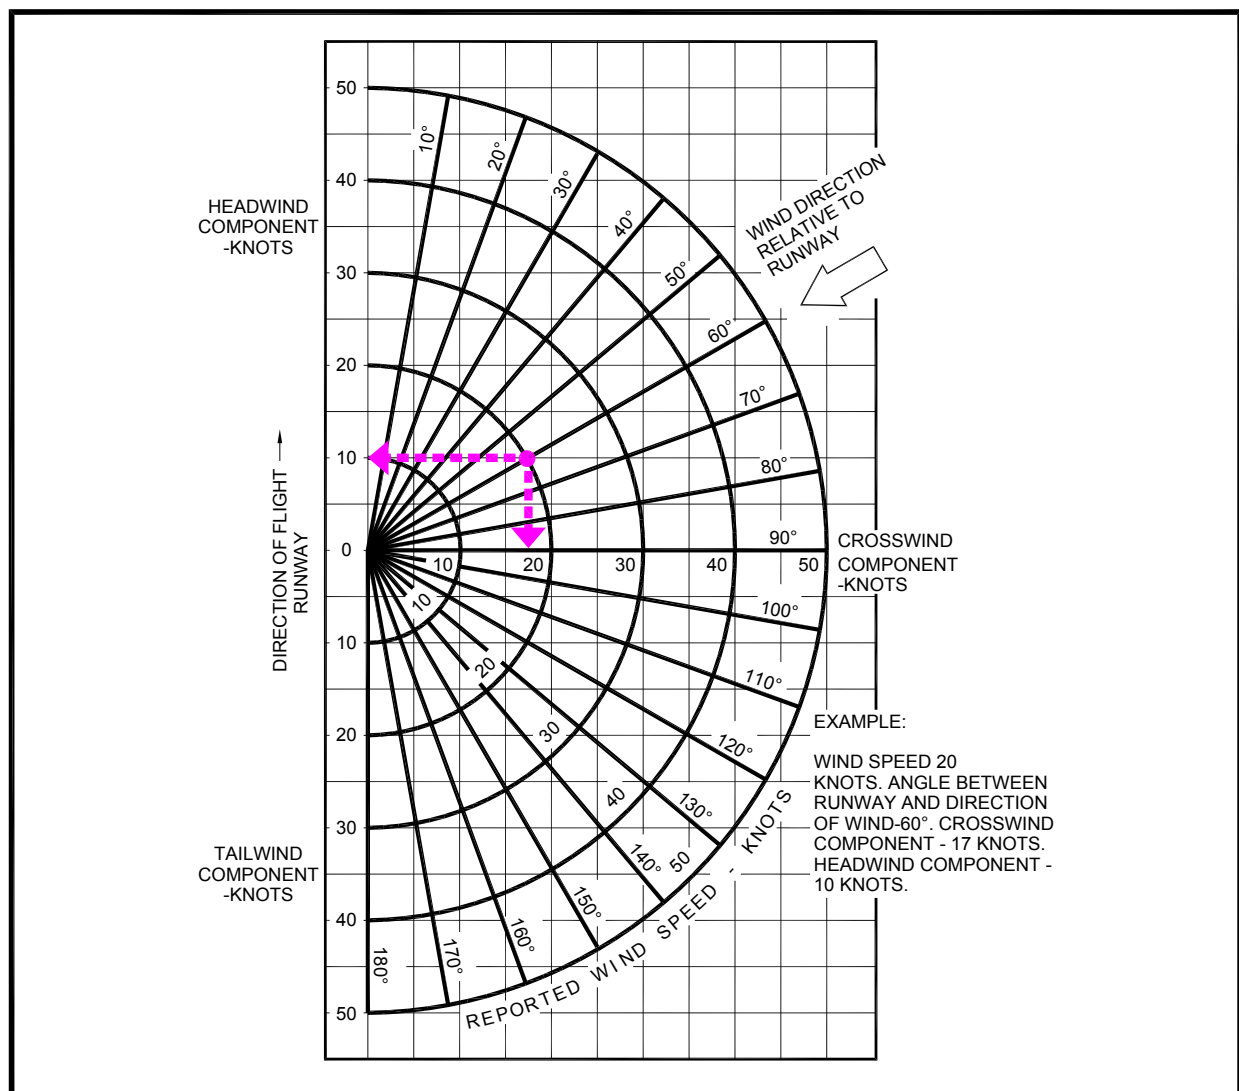 50
10°
20°
30°
40°
50°
60°
70°
80°
90°
100°
110°
120°
130°
140°
150°
160°
170°
180°
40
30
20
10
0
10
20
30
40
50
HEADWIND
COMPONENT
-KNOTS
WIND DIRECTION
RELATIVE TO
RUNWAY
DIRECTION OF FLIGHT
RUNWAY
10
20
30
40
50
CROSSWIND
COMPONENT
-KNOTS
10
20
30
40
50
TAILWIND
COMPONENT
-KNOTS
REPORTED WIND SPEED - KNOTS
EXAMPLE:
WIND SPEED 20
KNOTS. ANGLE BETWEEN
RUNWAY AND DIRECTION
OF WIND-60°. CROSSWIND
COMPONENT - 17 KNOTS.
HEADWIND COMPONENT -
10 KNOTS.